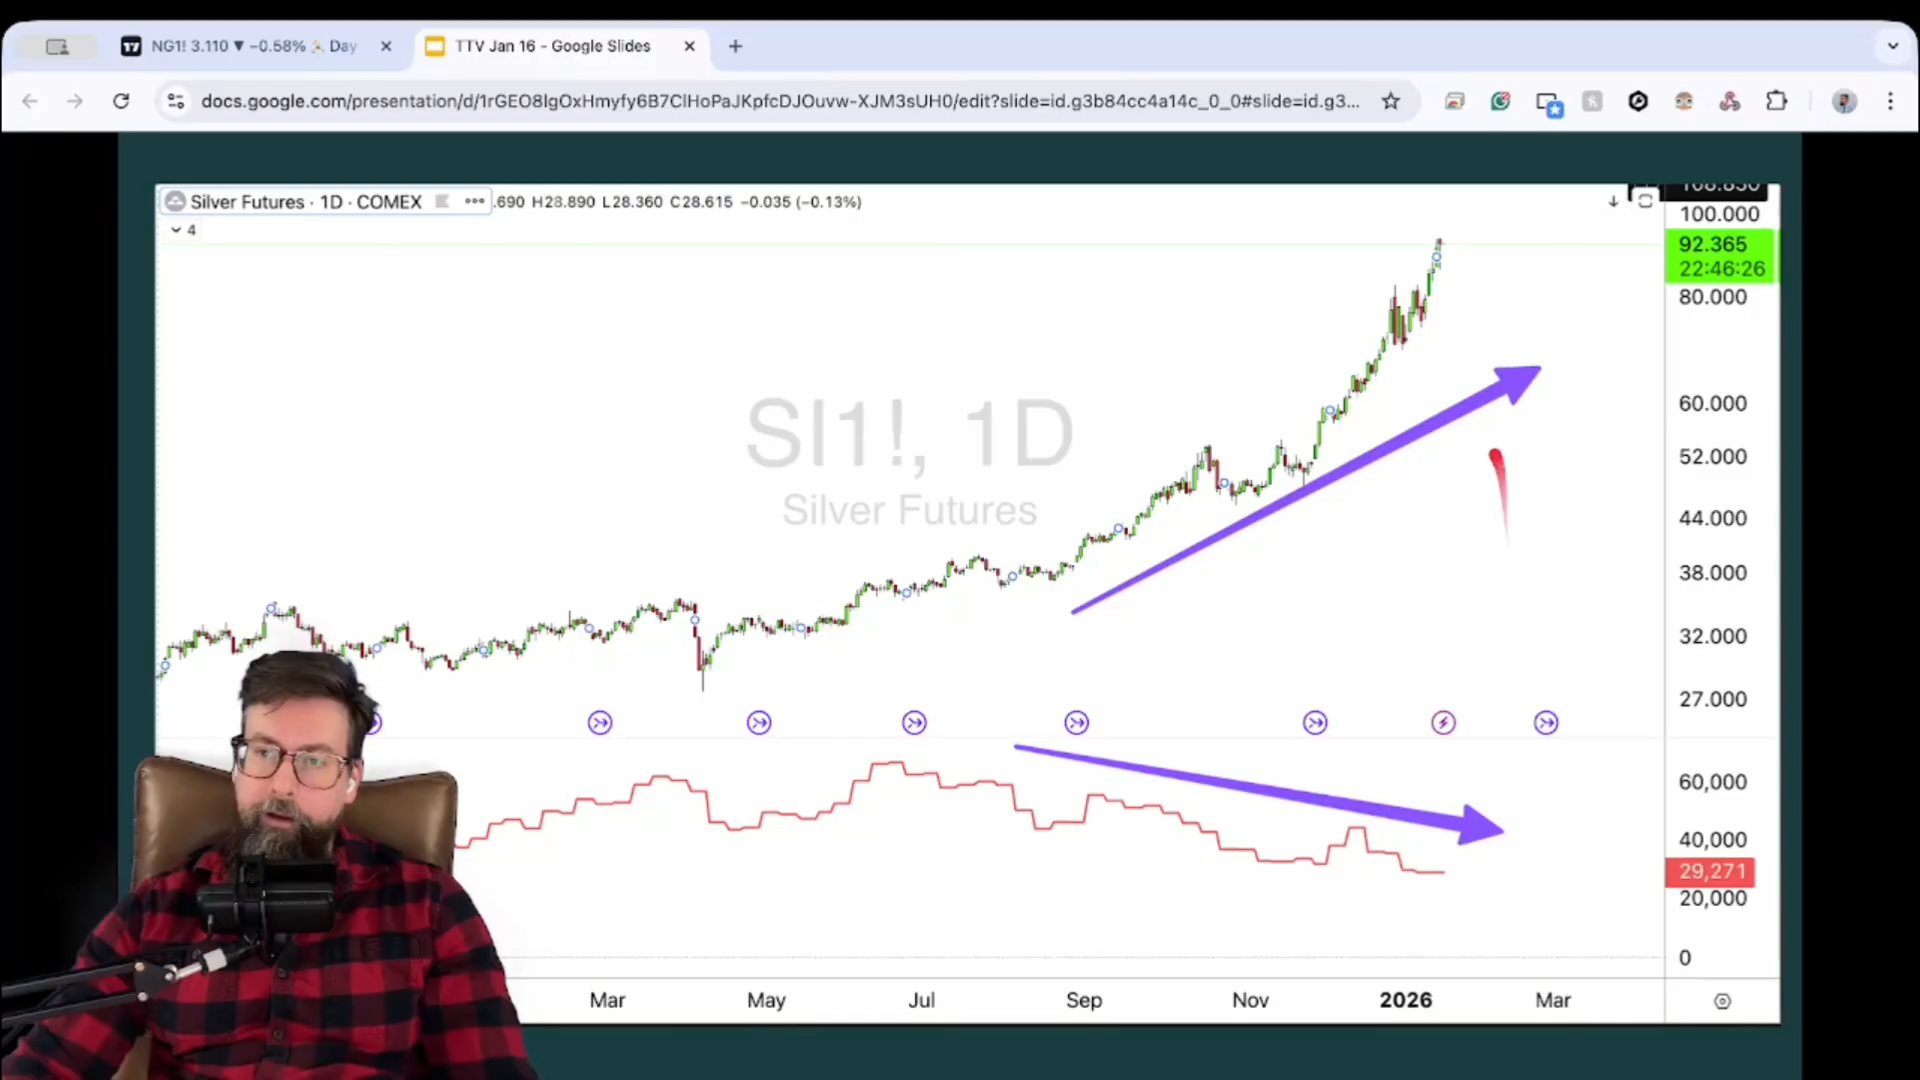 NG1! 3.110 ▼ −0.58% Day
TTV Jan 16 - Google Slides
docs.google.com/presentation/d/1rGEO8IgOxHmyfy6B7ClHoPaJKpfcDJOuvw-XJM3sUH0/edit?slide=id.g3b84cc4a14c_0_0#slide=id.g3...
Silver Futures · 1D · COMEX .690 H28.890 L28.360 C28.615 −0.035 (−0.13%)
4
108.850
100.000
92.365
22:46:26
80.000
60.000
52.000
44.000
38.000
32.000
27.000
SI1!, 1D
Silver Futures
60,000
40,000
29,271
20,000
0
Mar May Jul Sep Nov 2026 Mar